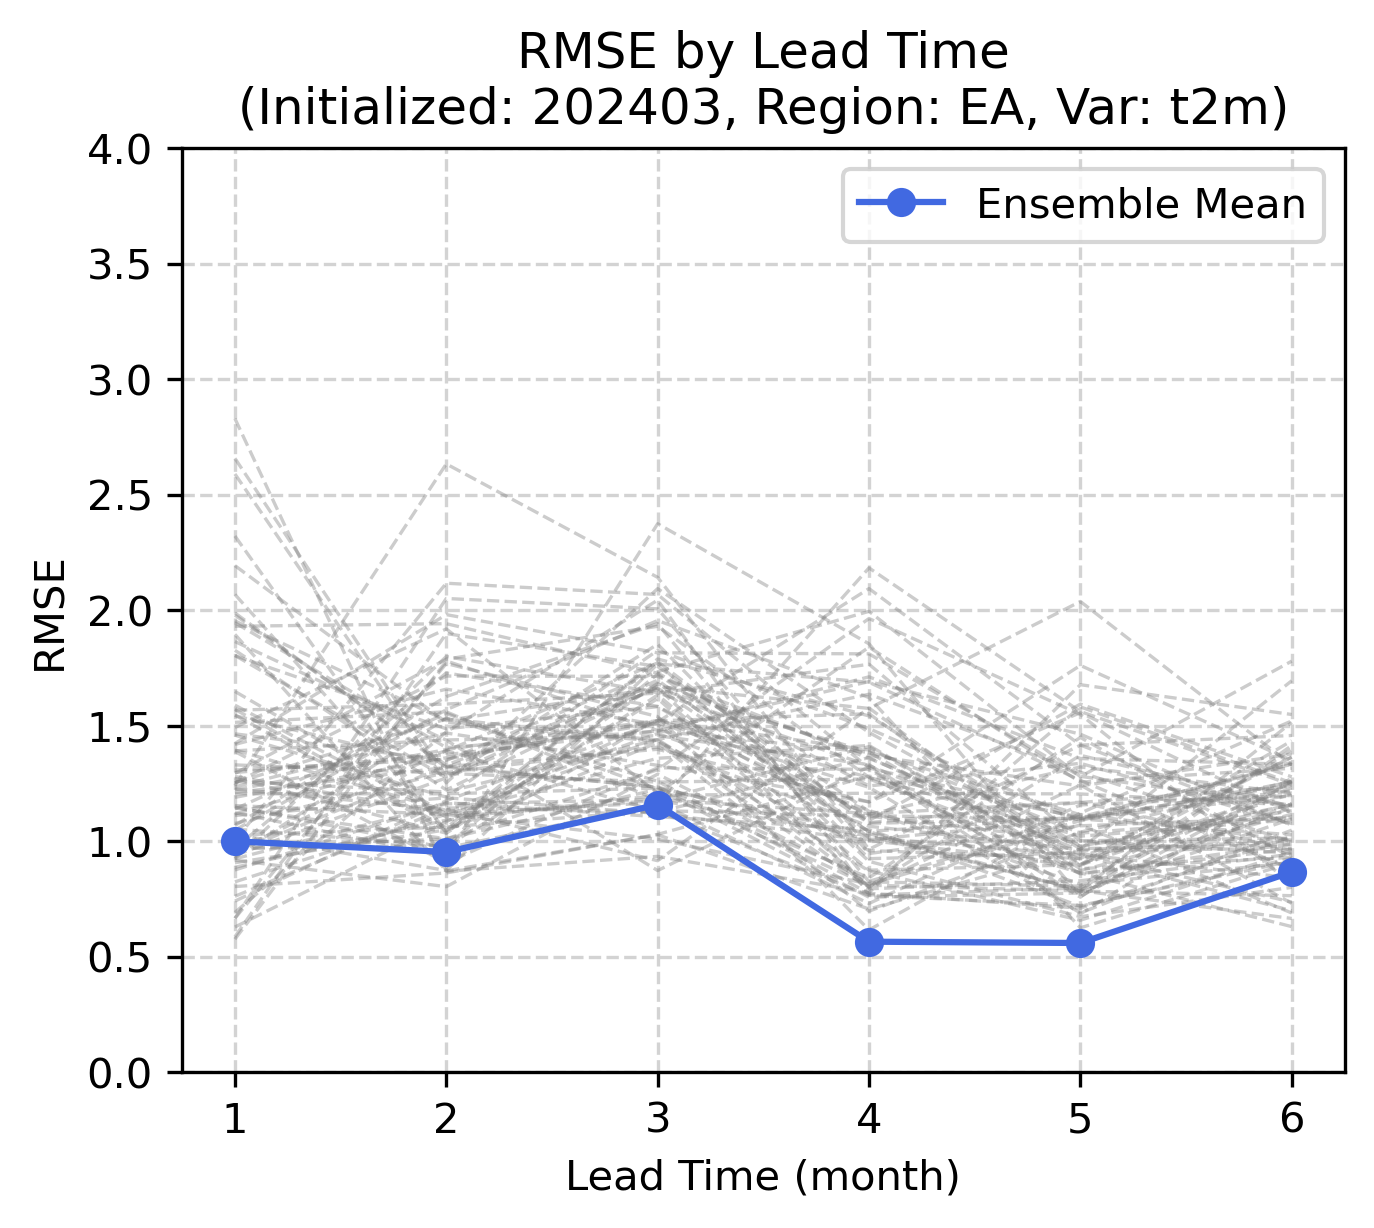 RMSE by Lead Time
(Initialized: 202403, Region: EA, Var: t2m)
Ensemble Mean
4.0
3.5
3.0
2.5
2.0
1.5
1.0
0.5
0.0
RMSE
1 2 3 4 5 6
Lead Time (month)